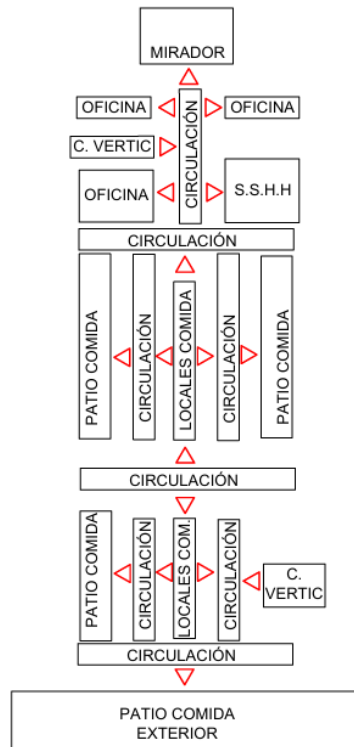 MIRADOR
OFICINA
CIRCULACIÓN
OFICINA
C. VERTIC
OFICINA
S.S.H.H
CIRCULACIÓN
PATIO COMIDA
CIRCULACIÓN
LOCALES COMIDA
CIRCULACIÓN
PATIO COMIDA
CIRCULACIÓN
PATIO COMIDA
CIRCULACIÓN
LOCALES COM.
CIRCULACIÓN
C.
VERTIC
CIRCULACIÓN
PATIO COMIDA
EXTERIOR